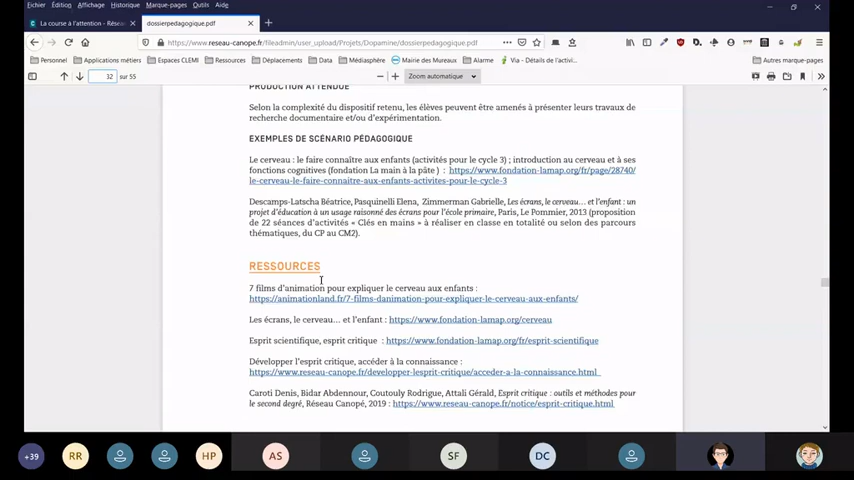 Fichier Édition Affichage Historique Marque-pages Outils Aide
La course à l'attention - Résea
dossierpedagogique.pdf
https://www.reseau-canope.fr/fileadmin/user_upload/Projets/Dopamine/dossierpedagogique.pdf
Personnel Applications métiers Espaces CLEMI Ressources Déplacements Data Médiasphère Mairie des Mureaux Alarme Via - Détails de l'activi... Autres marque-pages
32 sur 55 Zoom automatique
PRODUCTION ATTENDUE
Selon la complexité du dispositif retenu, les élèves peuvent être amenés à présenter leurs travaux de
recherche documentaire et/ou d'expérimentation.
EXEMPLES DE SCÉNARIO PÉDAGOGIQUE
Le cerveau : le faire connaître aux enfants (activités pour le cycle 3) ; introduction au cerveau et à ses
fonctions cognitives (fondation La main à la pâte ) : https://www.fondation-lamap.org/fr/page/28740/
le-cerveau-le-faire-connaitre-aux-enfants-activites-pour-le-cycle-3
Descamps-Latscha Béatrice, Pasquinelli Elena, Zimmerman Gabrielle, Les écrans, le cerveau... et l'enfant : un
projet d'éducation à un usage raisonné des écrans pour l'école primaire, Paris, Le Pommier, 2013 (proposition
de 22 séances d'activités « Clés en mains » à réaliser en classe en totalité ou selon des parcours
thématiques, du CP au CM2).
RESSOURCES
7 films d'animation pour expliquer le cerveau aux enfants :
https://animationland.fr/7-films-danimation-pour-expliquer-le-cerveau-aux-enfants/
Les écrans, le cerveau... et l'enfant : https://www.fondation-lamap.org/cerveau
Esprit scientifique, esprit critique : https://www.fondation-lamap.org/fr/esprit-scientifique
Développer l'esprit critique, accéder à la connaissance :
https://www.reseau-canope.fr/developper-lesprit-critique/acceder-a-la-connaissance.html
Caroti Denis, Bidar Abdennour, Coutouly Rodrigue, Attali Gérald, Esprit critique : outils et méthodes pour
le second degré, Réseau Canopé, 2019 : https://www.reseau-canope.fr/notice/esprit-critique.html
+39 RR HP AS SF DC